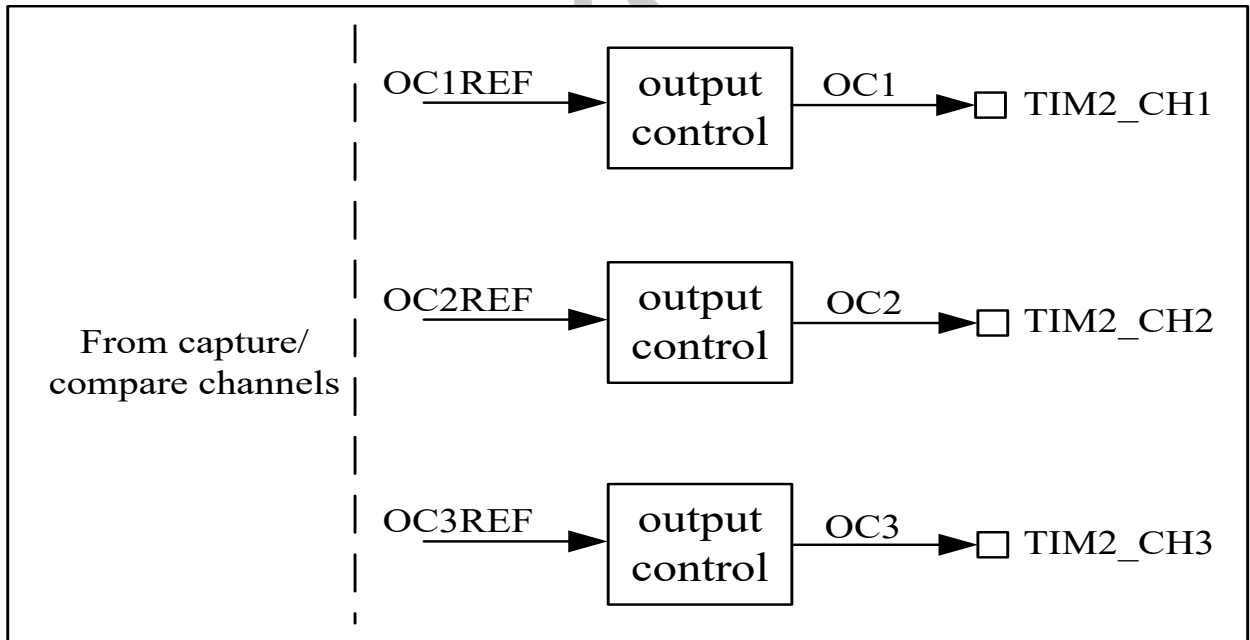 OC1REF
output
control
OC1
TIM2_CH1
From capture/
compare channels
OC2REF
output
control
OC2
TIM2_CH2
OC3REF
output
control
OC3
TIM2_CH3